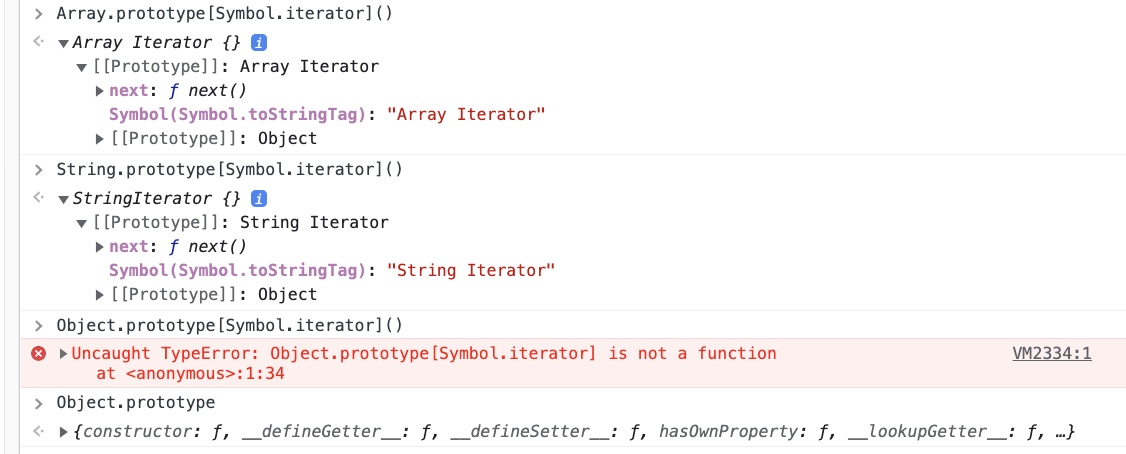 Array.prototype[Symbol.iterator]()
Array Iterator {} i
[[Prototype]]: Array Iterator
next: ƒ next()
Symbol(Symbol.toStringTag): "Array Iterator"
[[Prototype]]: Object
String.prototype[Symbol.iterator]()
StringIterator {} i
[[Prototype]]: String Iterator
next: ƒ next()
Symbol(Symbol.toStringTag): "String Iterator"
[[Prototype]]: Object
Object.prototype[Symbol.iterator]()
Uncaught TypeError: Object.prototype[Symbol.iterator] is not a function VM2334:1
at <anonymous>:1:34
Object.prototype
{constructor: ƒ, __defineGetter__: ƒ, __defineSetter__: ƒ, hasOwnProperty: ƒ, __lookupGetter__: ƒ, …}